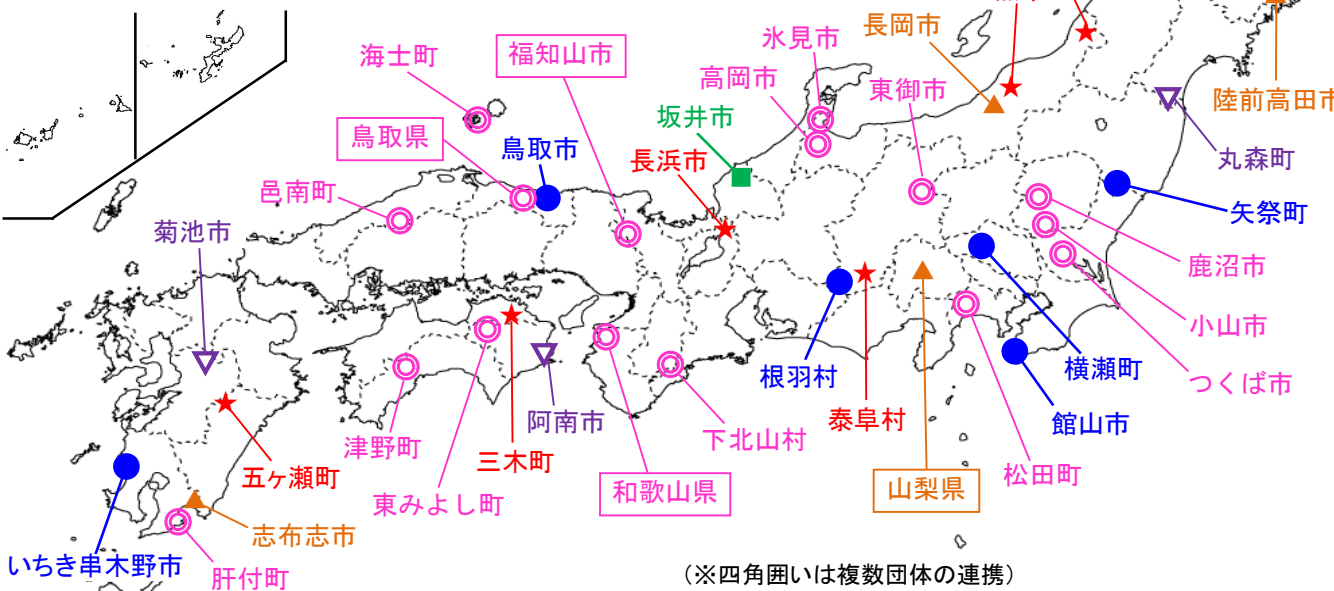 長岡市
氷見市
海士町
福知山市
高岡市
東御市
陸前高田市
坂井市
鳥取県
鳥取市
長浜市
丸森町
邑南町
矢祭町
菊池市
鹿沼市
小山市
横瀬町
根羽村
つくば市
泰阜村
館山市
阿南市
下北山村
津野町
三木町
五ヶ瀬町
松田町
和歌山県
山梨県
東みよし町
志布志市
いちき串木野市
肝付町
（※四角囲いは複数団体の連携）